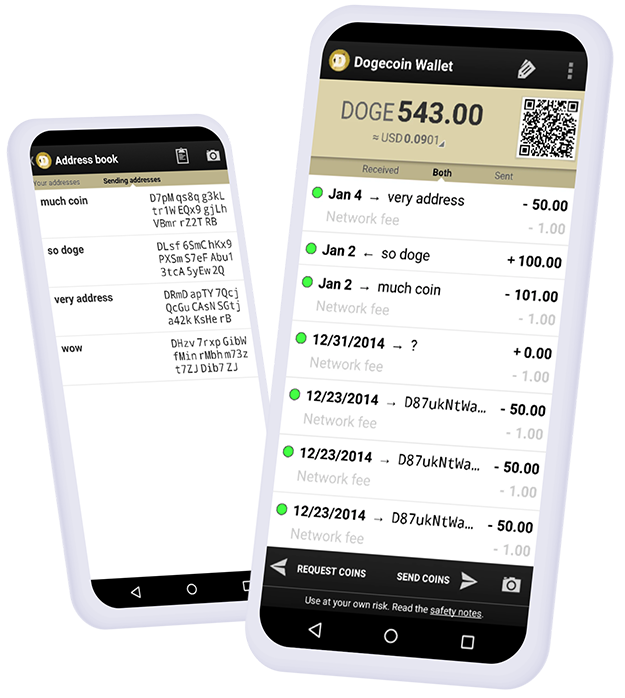 Address book
Your addresses Sending addresses
much coin D7pM qs8q g3kL
tr1W EQx9 gjLh
VBmr rZ2T RB
so doge DLsf 6SmC hKx9
PXSm S7eF Abu1
3tcA 5yEw 2Q
very address DRmD apTY 7Qcj
QcGu CAsN SGtj
a42k KsHe rB
wow DHzv 7rxp GibW
fMin rMbh m73z
t7ZJ Dib7 ZJ
Dogecoin Wallet
DOGE 543.00
≈ USD 0.0901
Received Both Sent
Jan 4 → very address - 50.00
Network fee - 1.00
Jan 2 ← so doge + 100.00
Jan 2 → much coin - 101.00
Network fee - 1.00
12/31/2014 → ? + 0.00
Network fee - 1.00
12/23/2014 → D87ukNtWa... - 50.00
Network fee - 1.00
12/23/2014 → D87ukNtWa... - 50.00
Network fee - 1.00
12/23/2014 → D87ukNtWa... - 50.00
Network fee - 1.00
REQUEST COINS SEND COINS
Use at your own risk. Read the safety notes.